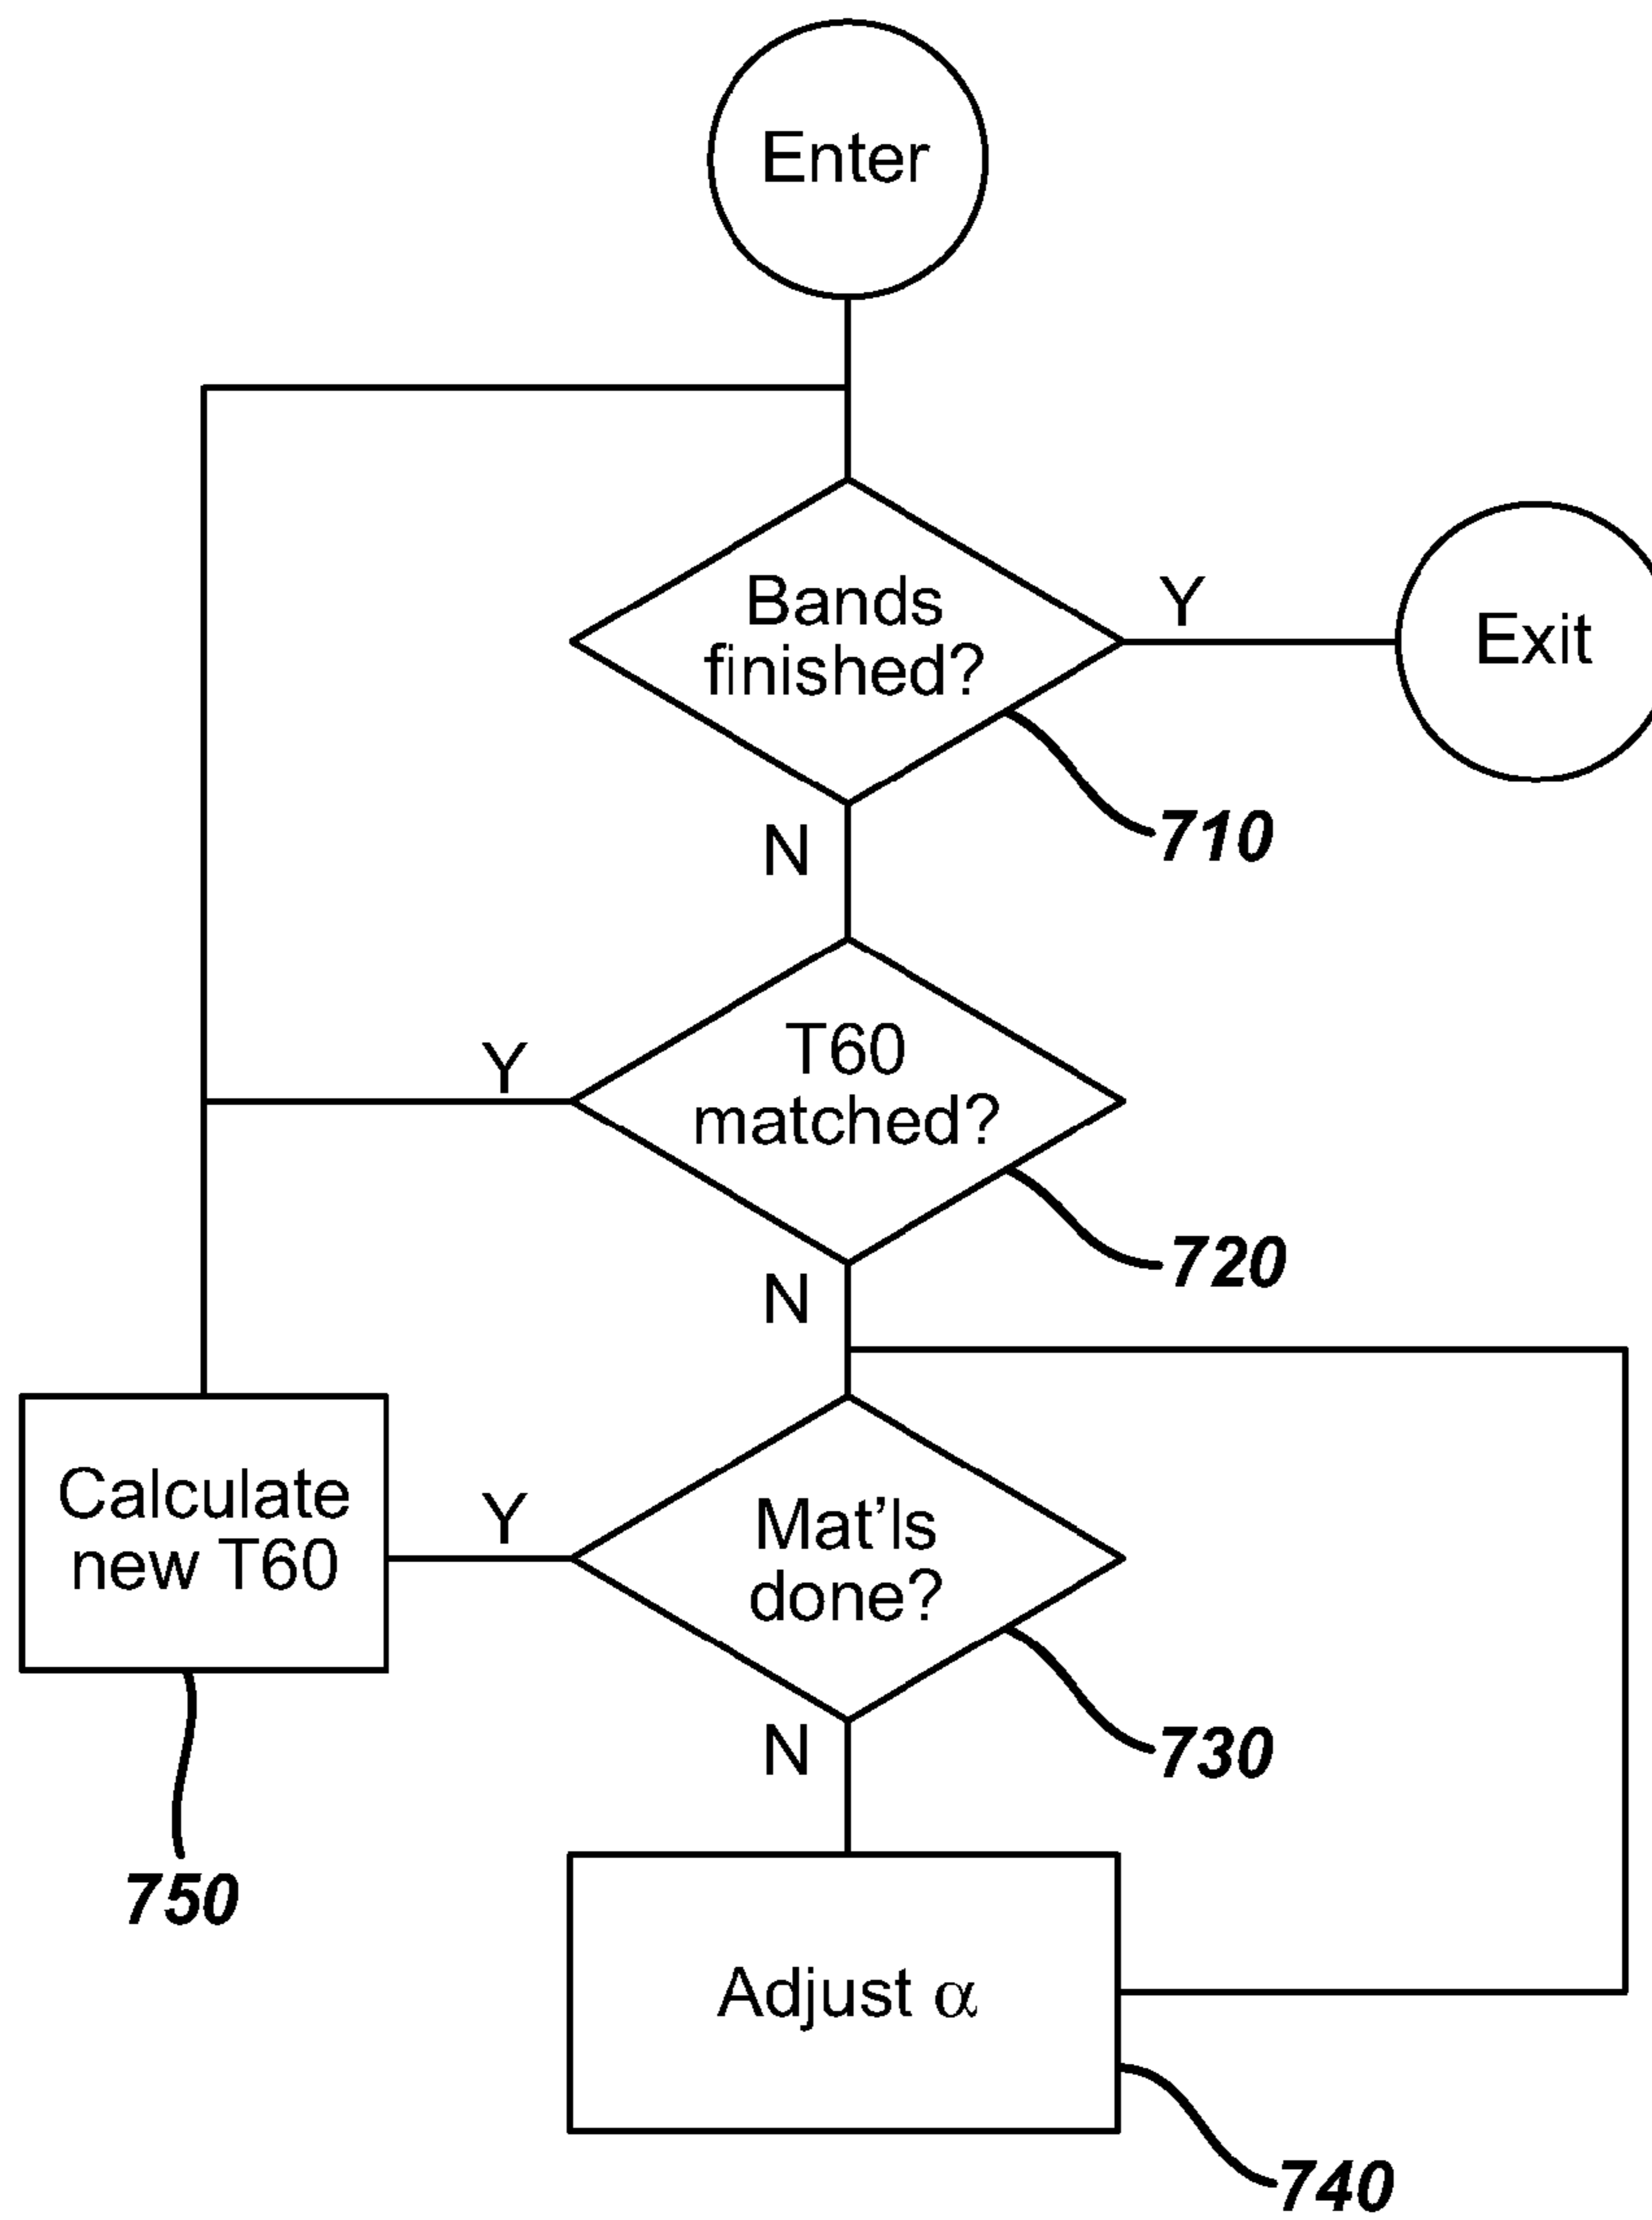 Enter
Bands
finished?
Y
Exit
710
N
T60
matched?
Y
720
N
Calculate
new T60
Y
Mat'ls
done?
730
N
750
Adjust α
740